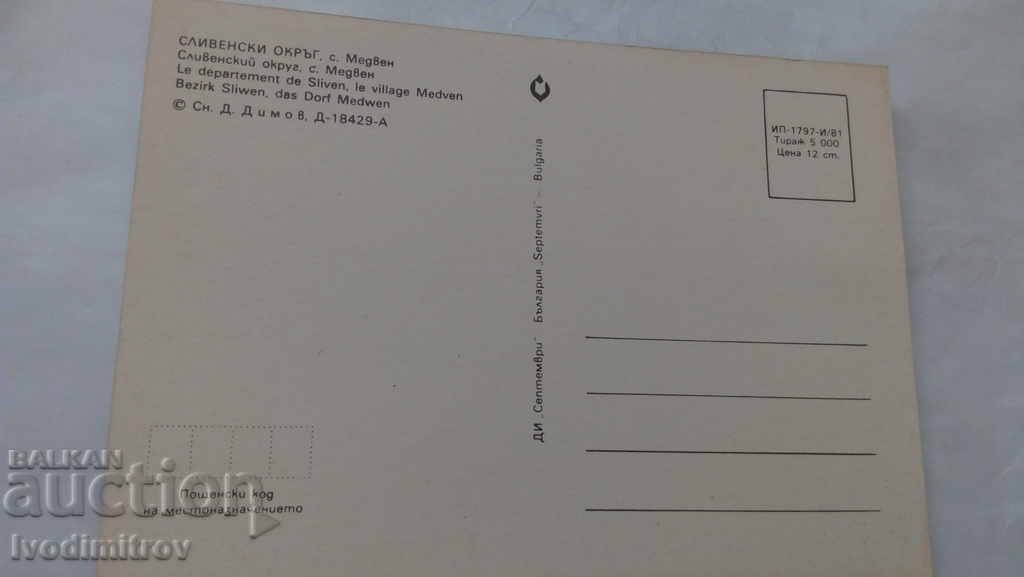 СЛИВЕНСКИ ОКРЪГ, с. Медвен
Сливенский округ, с. Медвен
Le département de Sliven, le village Medven
Bezirk Sliwen, das Dorf Medwen
© Сн. Д. Димов, Д-18429-А
ДИ „Септември" България „Septemvri" – Bulgaria
ИП-1797-И/81
Тираж 5 000
Цена 12 ст.
Пощенски код
на местоназначението
BALKAN
auction
Ivodimitrov